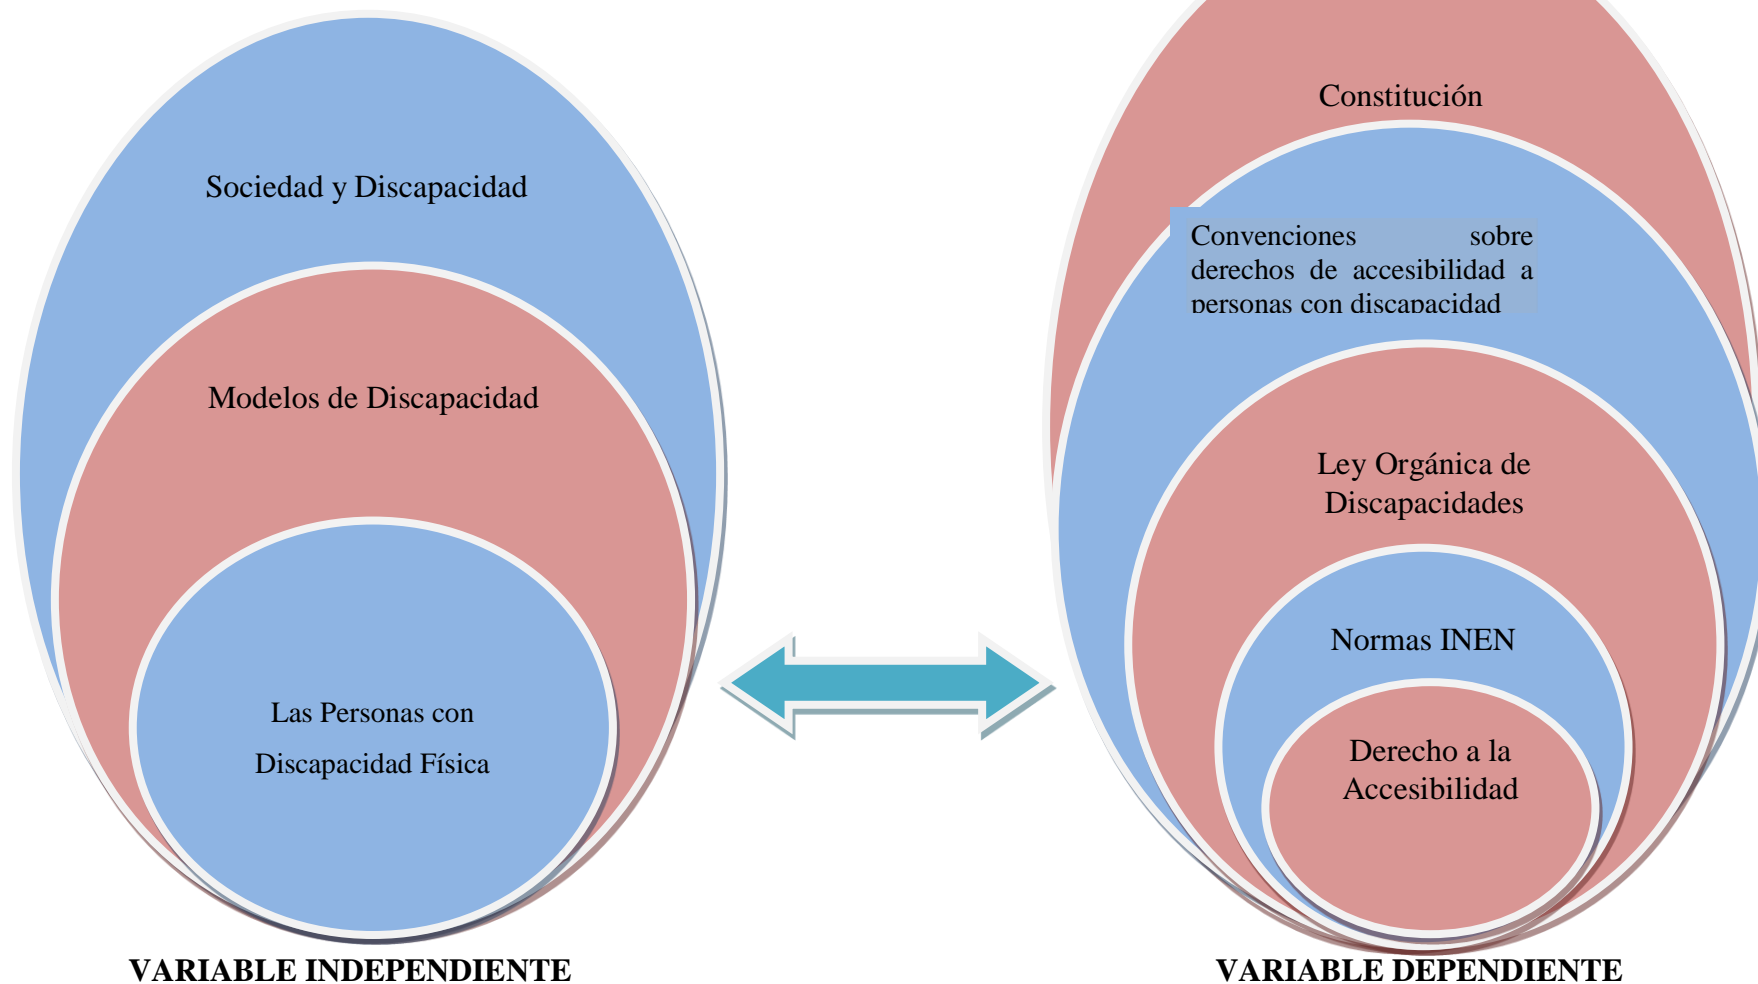 Sociedad y Discapacidad
Modelos de Discapacidad
Las Personas con
Discapacidad Física
VARIABLE INDEPENDIENTE
Constitución
Convenciones sobre
derechos de accesibilidad a
personas con discapacidad
Ley Orgánica de
Discapacidades
Normas INEN
Derecho a la
Accesibilidad
VARIABLE DEPENDIENTE